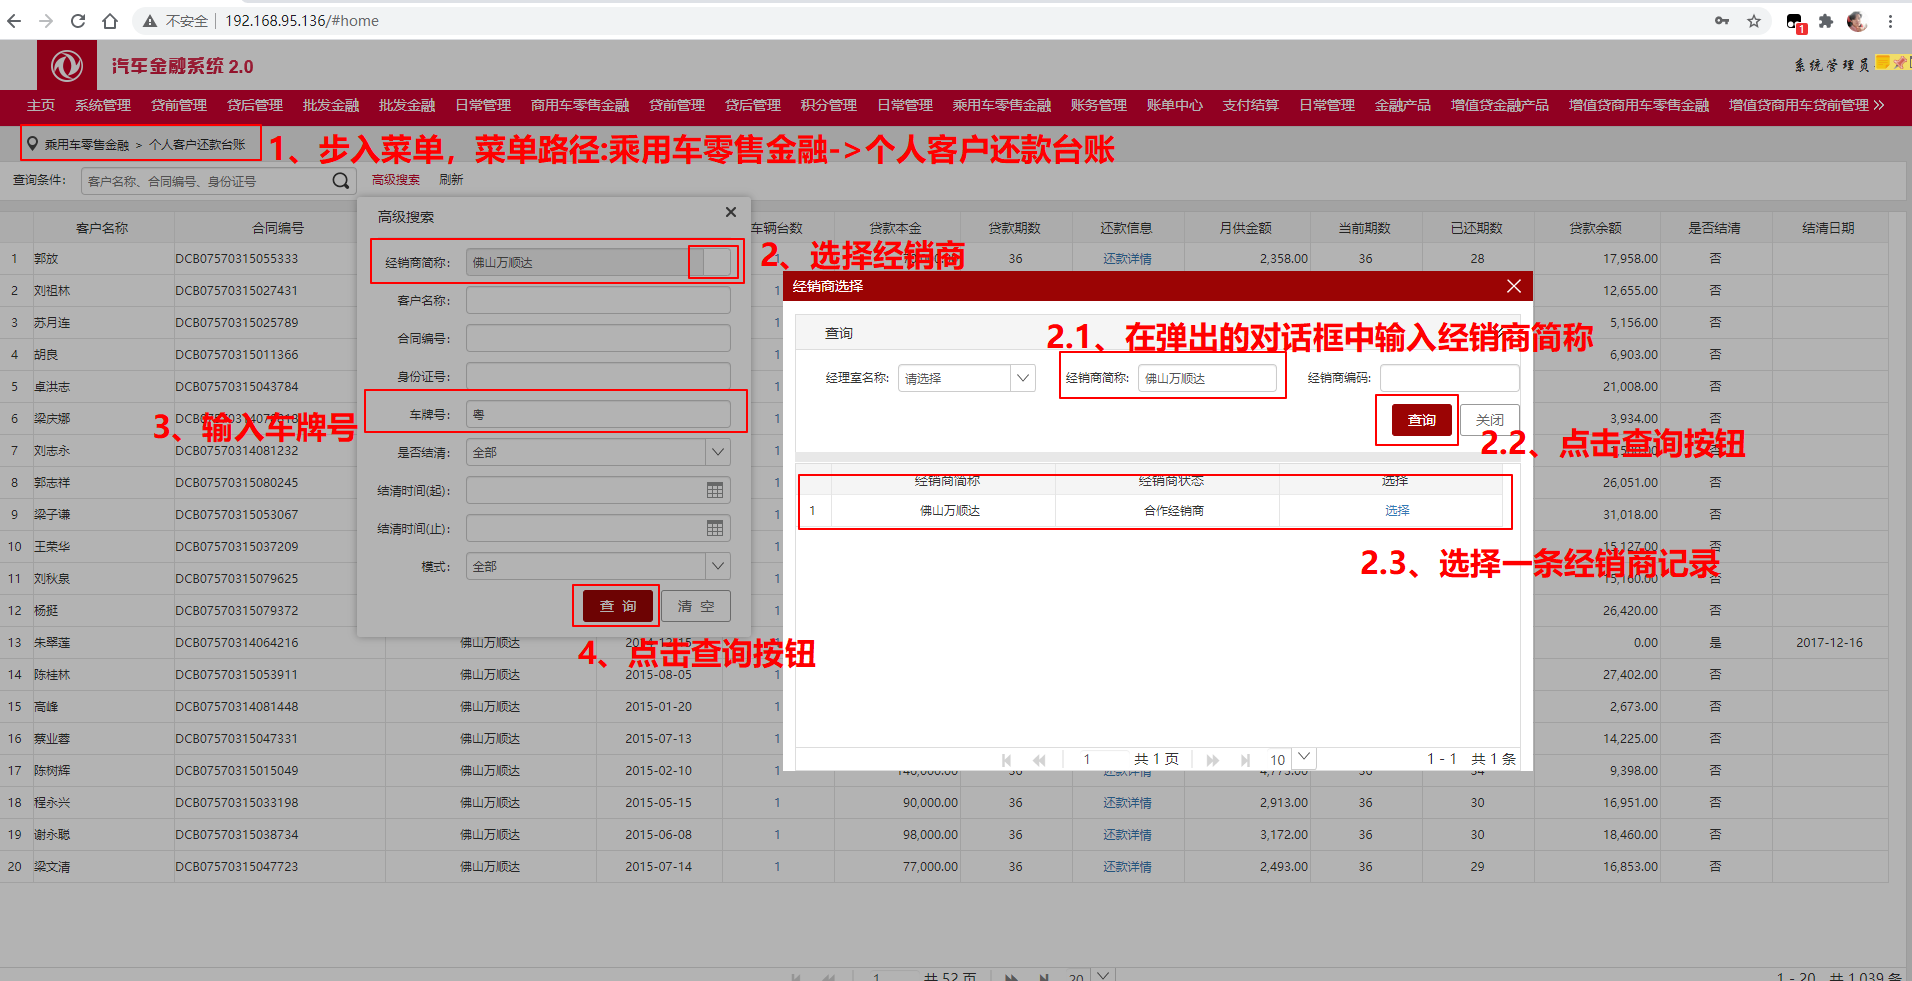 不安全 192.168.95.136/#home
1
汽车金融系统 2.0
系统管理员
主页 系统管理 贷前管理 贷后管理 批发金融 批发金融 日常管理 商用车零售金融 贷前管理 贷后管理 积分管理 日常管理 乘用车零售金融 账务管理 账单中心 支付结算 日常管理 金融产品 增值贷金融产品 增值贷商用车零售金融 增值贷商用车贷前管理 »
乘用车零售金融 > 个人客户还款台账
1、步入菜单，菜单路径:乘用车零售金融->个人客户还款台账
查询条件: 客户名称、合同编号、身份证号 高级搜索 刷新
客户名称 合同编号 车辆台数 贷款本金 贷款期数 还款信息 月供金额 当前期数 已还期数 贷款余额 是否结清 结清日期
1 郭放 DCB07570315055333 36 还款详情 2,358.00 36 28 17,958.00 否
2 刘祖林 DCB07570315027431 1 12,655.00 否
3 苏月连 DCB07570315025789 1 5,156.00 否
4 胡良 DCB07570315011366 1 6,903.00 否
5 卓洪志 DCB07570315043784 1 21,008.00 否
6 梁庆娜 1 3,934.00 否
7 刘志永 DCB07570314081232 1 否
8 郭志祥 DCB07570315080245 1 26,051.00 否
9 梁子谦 DCB07570315053067 1 31,018.00 否
10 王荣华 DCB07570315037209 1 15,127.00 否
11 刘秋泉 DCB07570315079625 1 15,160.00 否
12 杨挺 DCB07570315079372 1 26,420.00 否
13 朱翠莲 DCB07570314064216 佛山万顺达 2014-12-15 1 0.00 是 2017-12-16
14 陈桂林 DCB07570315053911 佛山万顺达 2015-08-05 1 27,402.00 否
15 高峰 DCB07570314081448 佛山万顺达 2015-01-20 1 2,673.00 否
16 蔡业蓉 DCB07570315047331 佛山万顺达 2015-07-13 1 14,225.00 否
17 陈树辉 DCB07570315015049 佛山万顺达 2015-02-10 1 140,000.00 36 还款详情 4,773.00 36 34 9,398.00 否
18 程永兴 DCB07570315033198 佛山万顺达 2015-05-15 1 90,000.00 36 还款详情 2,913.00 36 30 16,951.00 否
19 谢永聪 DCB07570315038734 佛山万顺达 2015-06-08 1 98,000.00 36 还款详情 3,172.00 36 30 18,460.00 否
20 梁文清 DCB07570315047723 佛山万顺达 2015-07-14 1 77,000.00 36 还款详情 2,493.00 36 29 16,853.00 否
1 共 52 页 20 1 - 20 共 1,039 条
高级搜索
经销商简称: 佛山万顺达
客户名称:
合同编号:
身份证号:
车牌号: 粤
是否结清: 全部
结清时间(起):
结清时间(止):
模式: 全部
查 询 清 空
2、选择经销商
3、输入车牌号
4、点击查询按钮
经销商选择
查询
2.1、在弹出的对话框中输入经销商简称
经理室名称: 请选择 经销商简称: 佛山万顺达 经销商编码:
查询 关闭
2.2、点击查询按钮
经销商简称 经销商状态 选择
1 佛山万顺达 合作经销商 选择
2.3、选择一条经销商记录
1 共 1 页 10 1 - 1 共 1 条